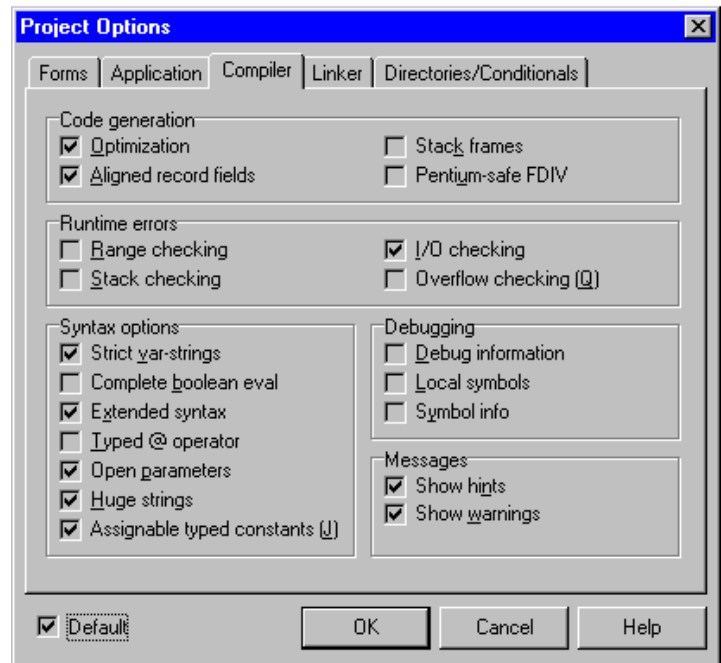 Project Options
Forms Application Compiler Linker Directories/Conditionals
Code generation
Optimization
Aligned record fields
Stack frames
Pentium-safe FDIV
Runtime errors
Range checking
Stack checking
I/O checking
Overflow checking (Q)
Syntax options
Strict var-strings
Complete boolean eval
Extended syntax
Typed @ operator
Open parameters
Huge strings
Assignable typed constants (J)
Debugging
Debug information
Local symbols
Symbol info
Messages
Show hints
Show warnings
Default
OK Cancel Help